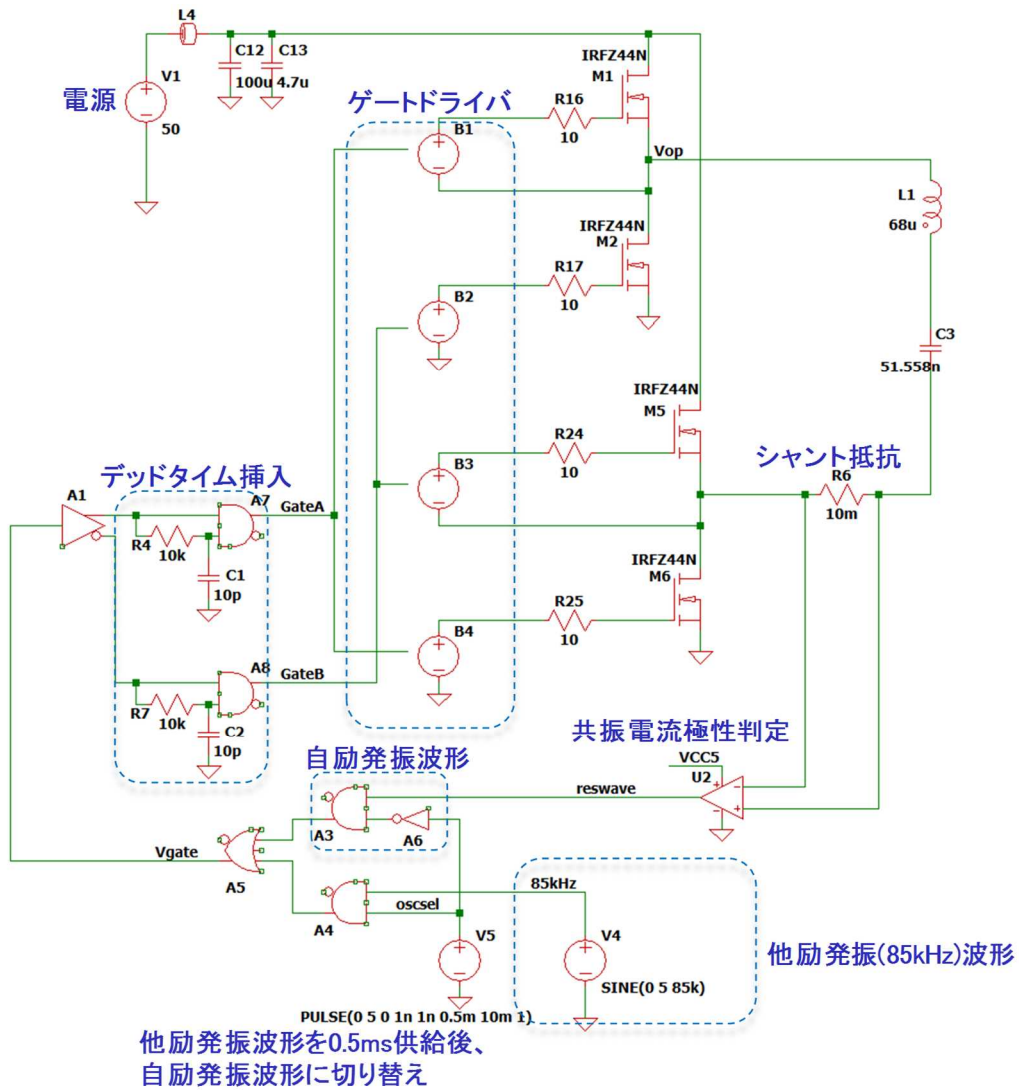 L4
C12
100u
C13
4.7u
V1
50
電源
ゲートドライバ
IRFZ44N
M1
R16
10
B1
Vop
L1
68u
IRFZ44N
M2
R17
10
B2
C3
51.558n
IRFZ44N
M5
R24
10
B3
シャント抵抗
R6
10m
デッドタイム挿入
A1
A7
GateA
R4
10k
C1
10p
IRFZ44N
M6
R25
10
B4
A8
GateB
R7
10k
C2
10p
共振電流極性判定
VCC5
U2
自励発振波形
reswave
A3
A6
Vgate
A5
85kHz
oscsel
A4
V5
V4
SINE(0 5 85k)
他励発振(85kHz)波形
PULSE(0 5 0 1n 1n 0.5m 10m 1)
他励発振波形を0.5ms供給後、
自励発振波形に切り替え